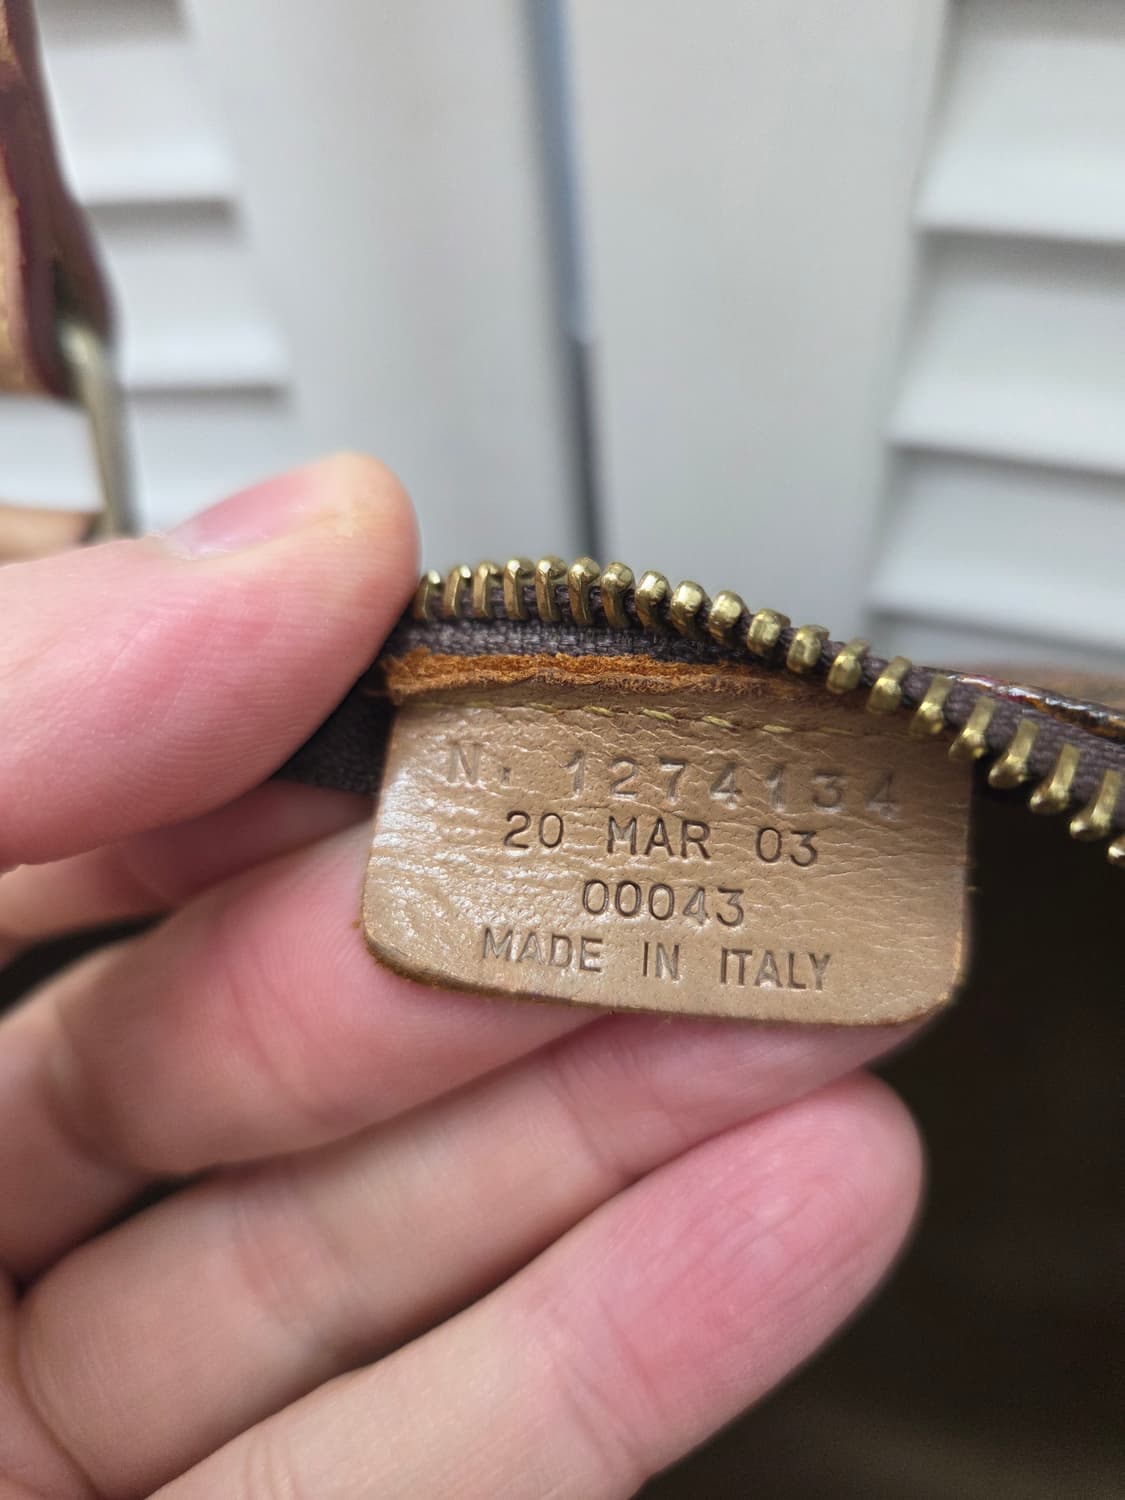 N. 1274134
20 MAR 03
00043
MADE IN ITALY